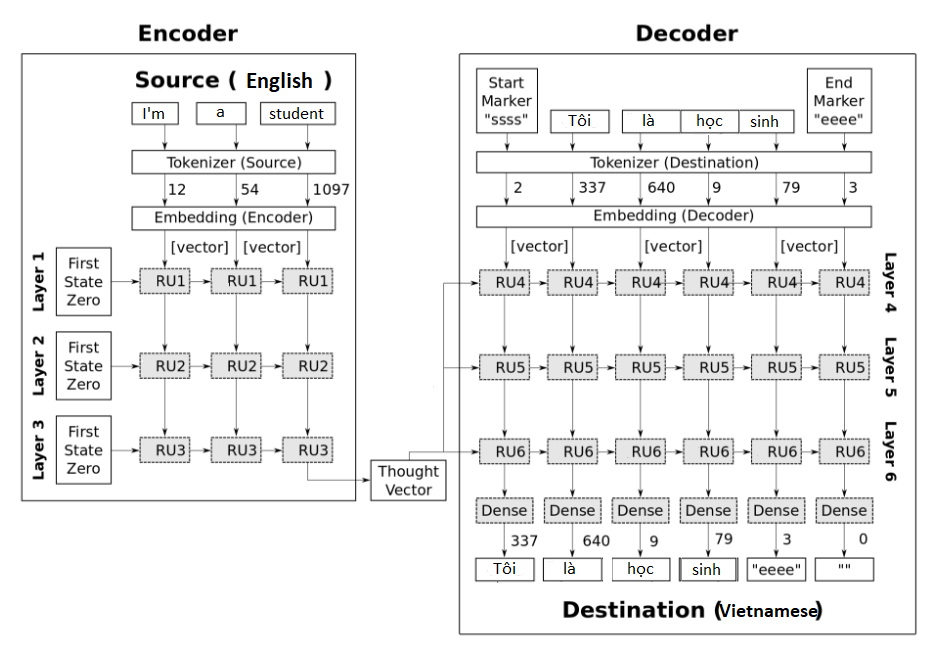 Encoder
Source ( English )
I'm a student
Tokenizer (Source)
12 54 1097
Embedding (Encoder)
[vector] [vector]
Layer 1
First
State
Zero
RU1 RU1 RU1
Layer 2
First
State
Zero
RU2 RU2 RU2
Layer 3
First
State
Zero
RU3 RU3 RU3
Thought
Vector
Decoder
Start
Marker
"ssss"
Tôi là học sinh
End
Marker
"eeee"
Tokenizer (Destination)
2 337 640 9 79 3
Embedding (Decoder)
[vector] [vector] [vector]
RU4 RU4 RU4 RU4 RU4 RU4
Layer 4
RU5 RU5 RU5 RU5 RU5 RU5
Layer 5
RU6 RU6 RU6 RU6 RU6 RU6
Layer 6
Dense Dense Dense Dense Dense Dense
337 640 9 79 3 0
Tôi là học sinh "eeee" ""
Destination (Vietnamese)